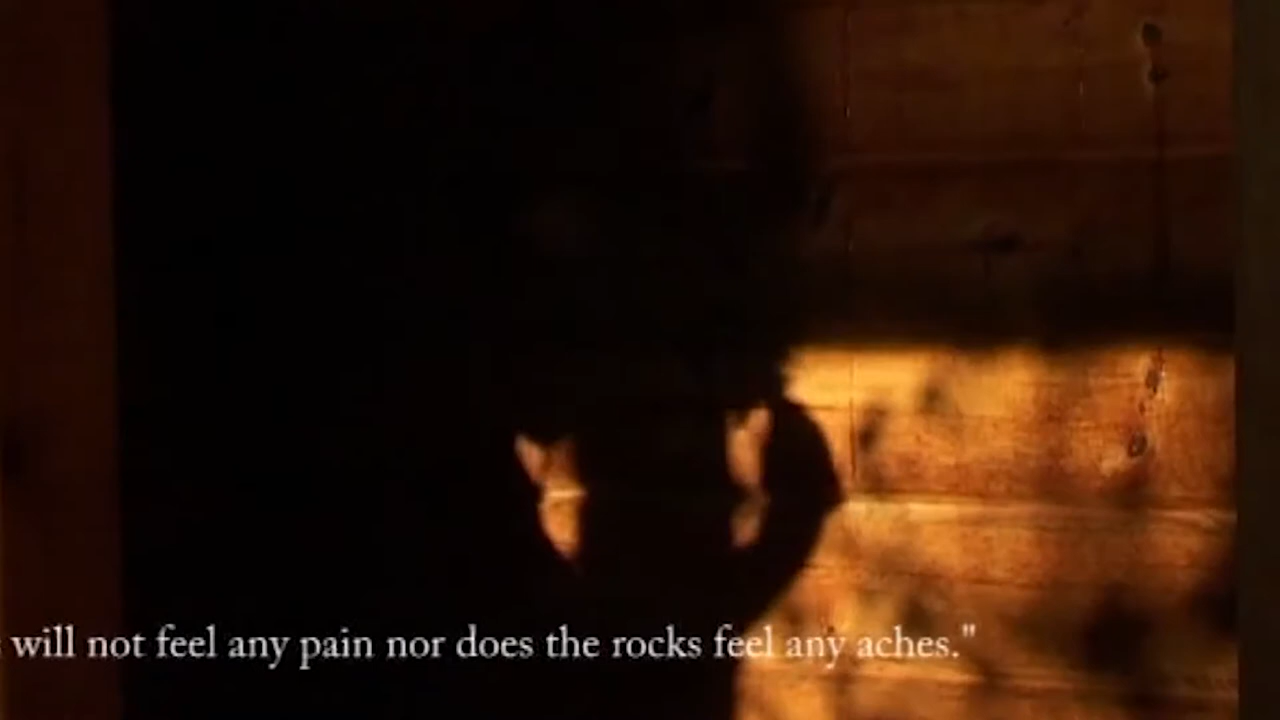 will not feel any pain nor does the rocks feel any aches."